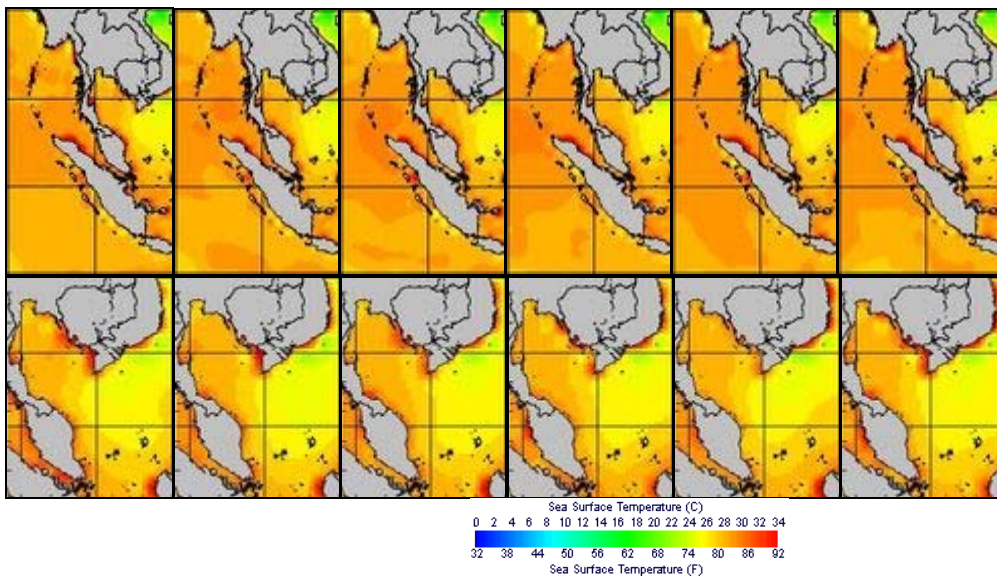 Sea Surface Temperature (C)
0 2 4 6 8 10 12 14 16 18 20 22 24 26 28 30 32 34
32 38 44 50 56 62 68 74 80 86 92
Sea Surface Temperature (F)